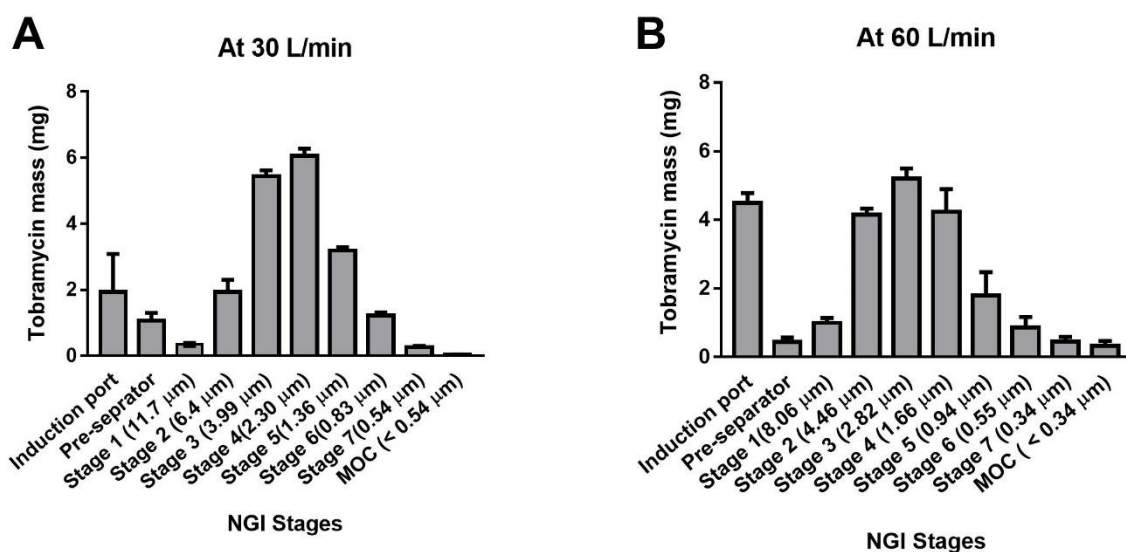 A
At 30 L/min
Tobramycin mass (mg)
8
6
4
2
0
Induction port
Pre-seprator
Stage 1 (11.7 μm)
Stage 2 (6.4 μm)
Stage 3 (3.99 μm)
Stage 4(2.30 μm)
Stage 5(1.36 μm)
Stage 6(0.83 μm)
Stage 7(0.54 μm)
MOC (< 0.54 μm)
NGI Stages
B
At 60 L/min
Tobramycin mass (mg)
8
6
4
2
0
Induction port
Pre-separator
Stage 1(8.06 μm)
Stage 2 (4.46 μm)
Stage 3 (2.82 μm)
Stage 4 (1.66 μm)
Stage 5 (0.94 μm)
Stage 6 (0.55 μm)
Stage 7 (0.34 μm)
MOC ( < 0.34 μm)
NGI Stages